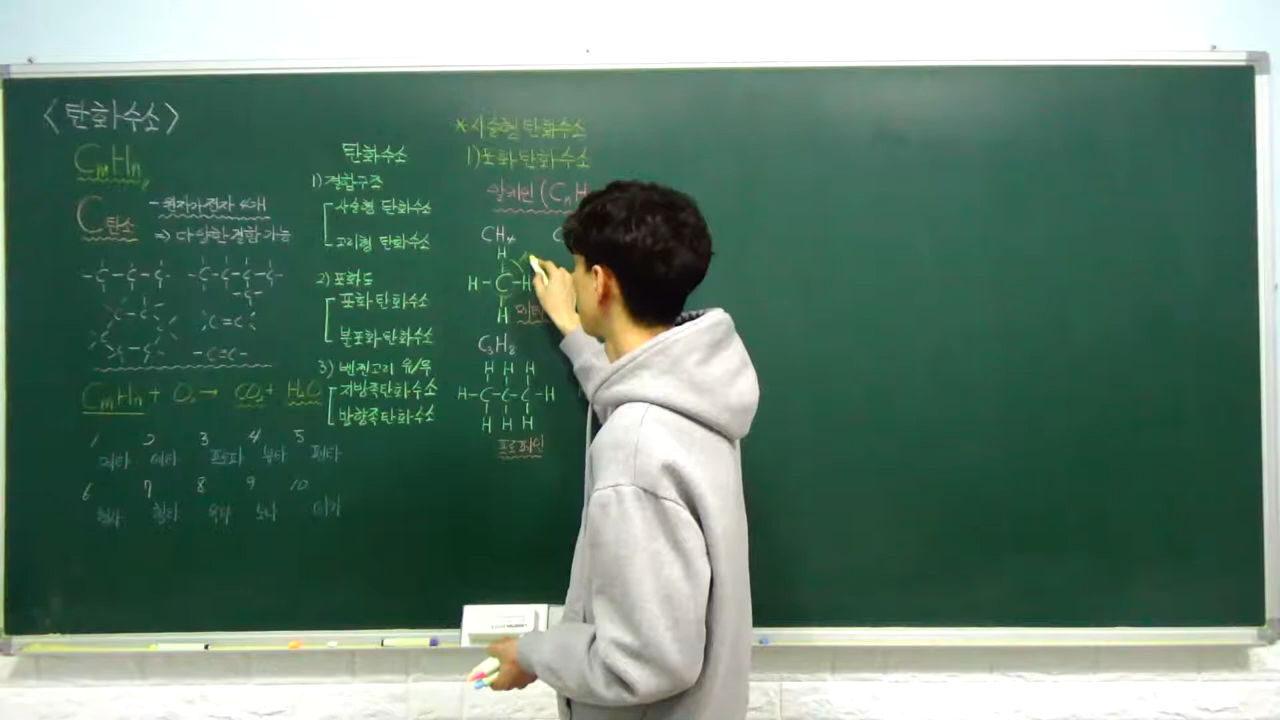 <탄화수소>
CmHn
C탄소
- 원자가전자 4개
⇒ 다양한 결합 가능
-C-C-C-
-C-C-C-C-
-C-
C=C
-C=C-
CmHn + O₂ → CO₂ + H₂O
1 2 3 4 5
메타 에타 프로파 부타 펜타
6 7 8 9 10
헥사 헵타 옥타 노나 데카
탄화수소
1) 결합구조
사슬형 탄화수소
고리형 탄화수소
2) 포화도
포화 탄화수소
불포화 탄화수소
3) 벤젠고리 유/무
지방족탄화수소
방향족탄화수소
*사슬형 탄화수소
1) 포화 탄화수소
알케인 (CnH
CH₄
H
H-C-H
H
메타
C₃H₈
H H H
H-C-C-C-H
H H H
프로페인